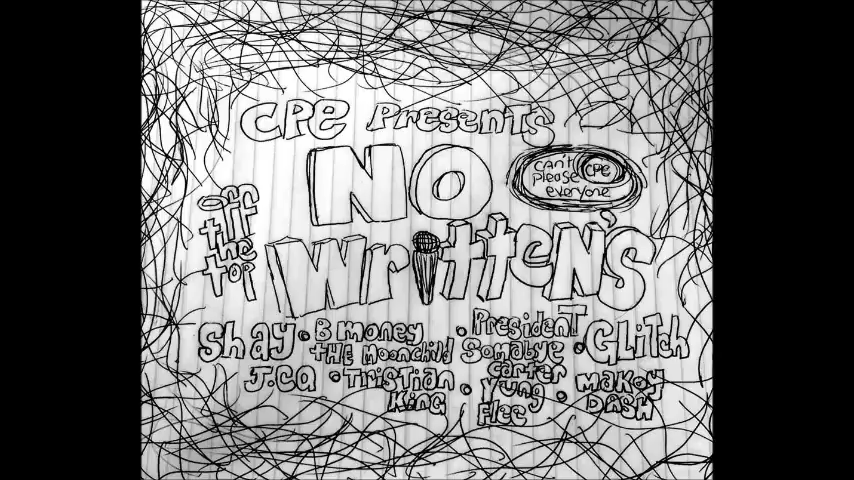 CPE Presents
NO
can't please everyone
CPE
off the top
Written's
Shay • B money the Moonchild • President Somabye Carter • GLitch
J.Ca • Tristian King • Yung Flee • Makoy DASH